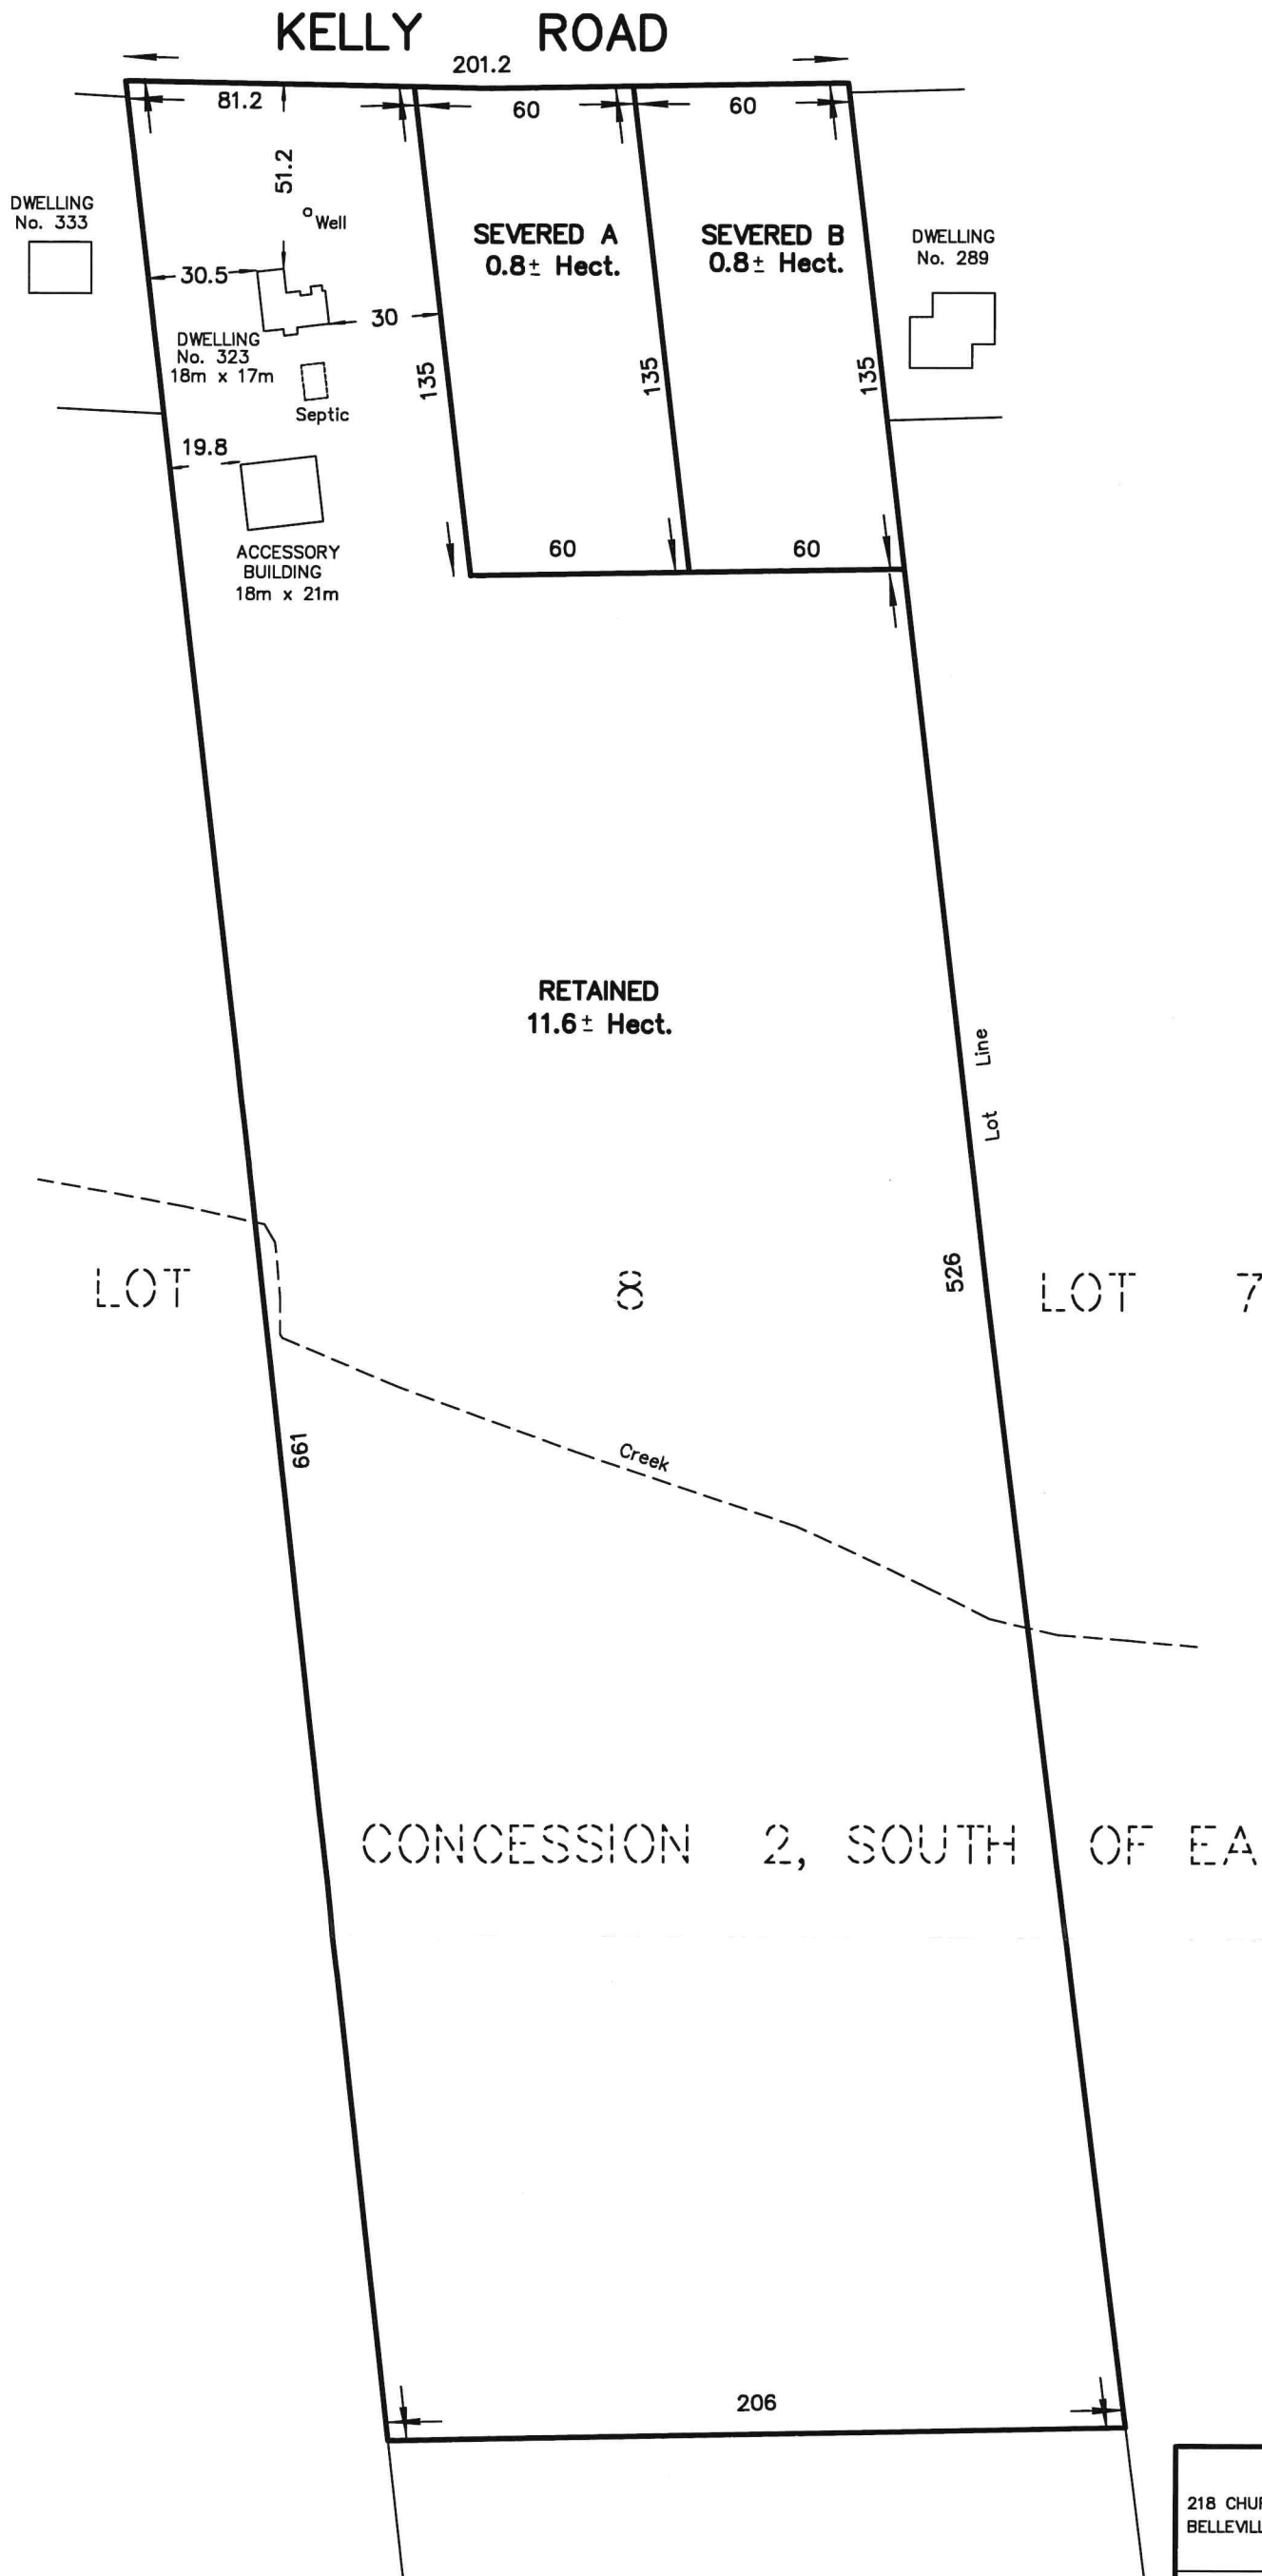 KELLY ROAD
201.2
81.2
60
60
51.2
DWELLING
No. 333
Well
SEVERED A
0.8± Hect.
SEVERED B
0.8± Hect.
DWELLING
No. 289
30.5
30
DWELLING
No. 323
18m x 17m
135
135
135
Septic
19.8
ACCESSORY
BUILDING
18m x 21m
60
60
RETAINED
11.6± Hect.
Lot Line
526
LOT 8
LOT 7
661
Creek
CONCESSION 2, SOUTH OF EA
206
218 CHU
BELLEVILL